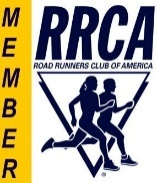 MEMBER
RRCA
ROAD RUNNERS CLUB OF AMERICA
®